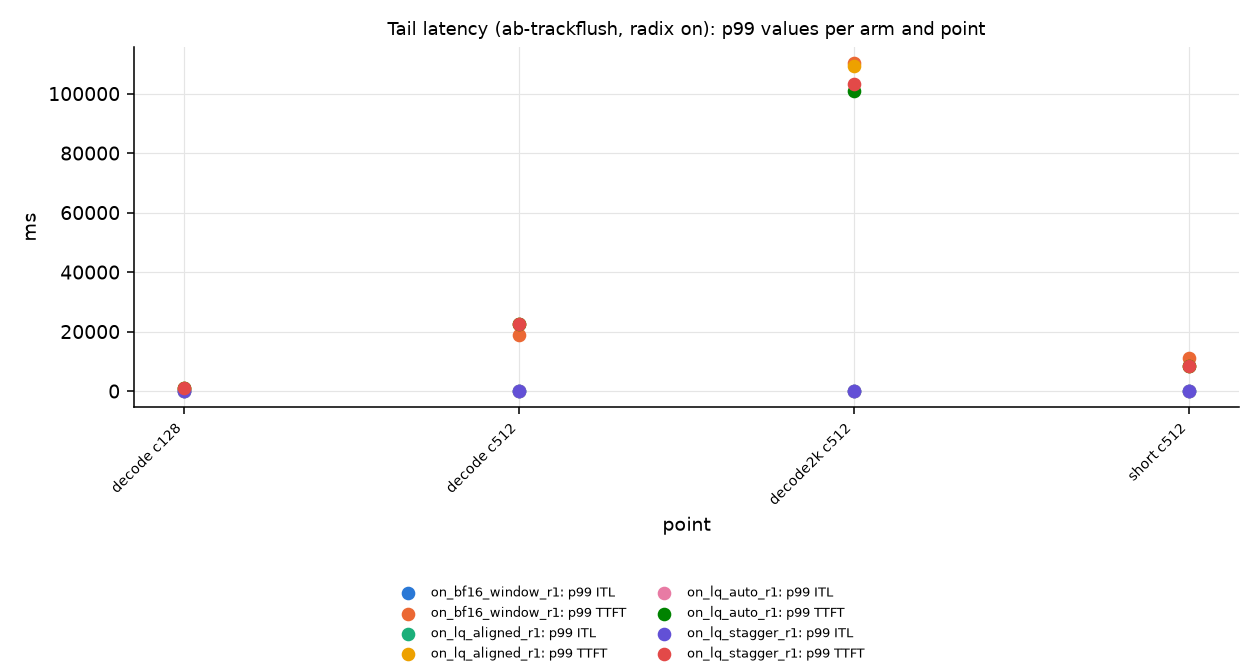 Tail latency (ab-trackflush, radix on): p99 values per arm and point
ms
100000
80000
60000
40000
20000
0
decode c128
decode c512
decode2k c512
short c512
point
on_bf16_window_r1: p99 ITL
on_bf16_window_r1: p99 TTFT
on_lq_aligned_r1: p99 ITL
on_lq_aligned_r1: p99 TTFT
on_lq_auto_r1: p99 ITL
on_lq_auto_r1: p99 TTFT
on_lq_stagger_r1: p99 ITL
on_lq_stagger_r1: p99 TTFT